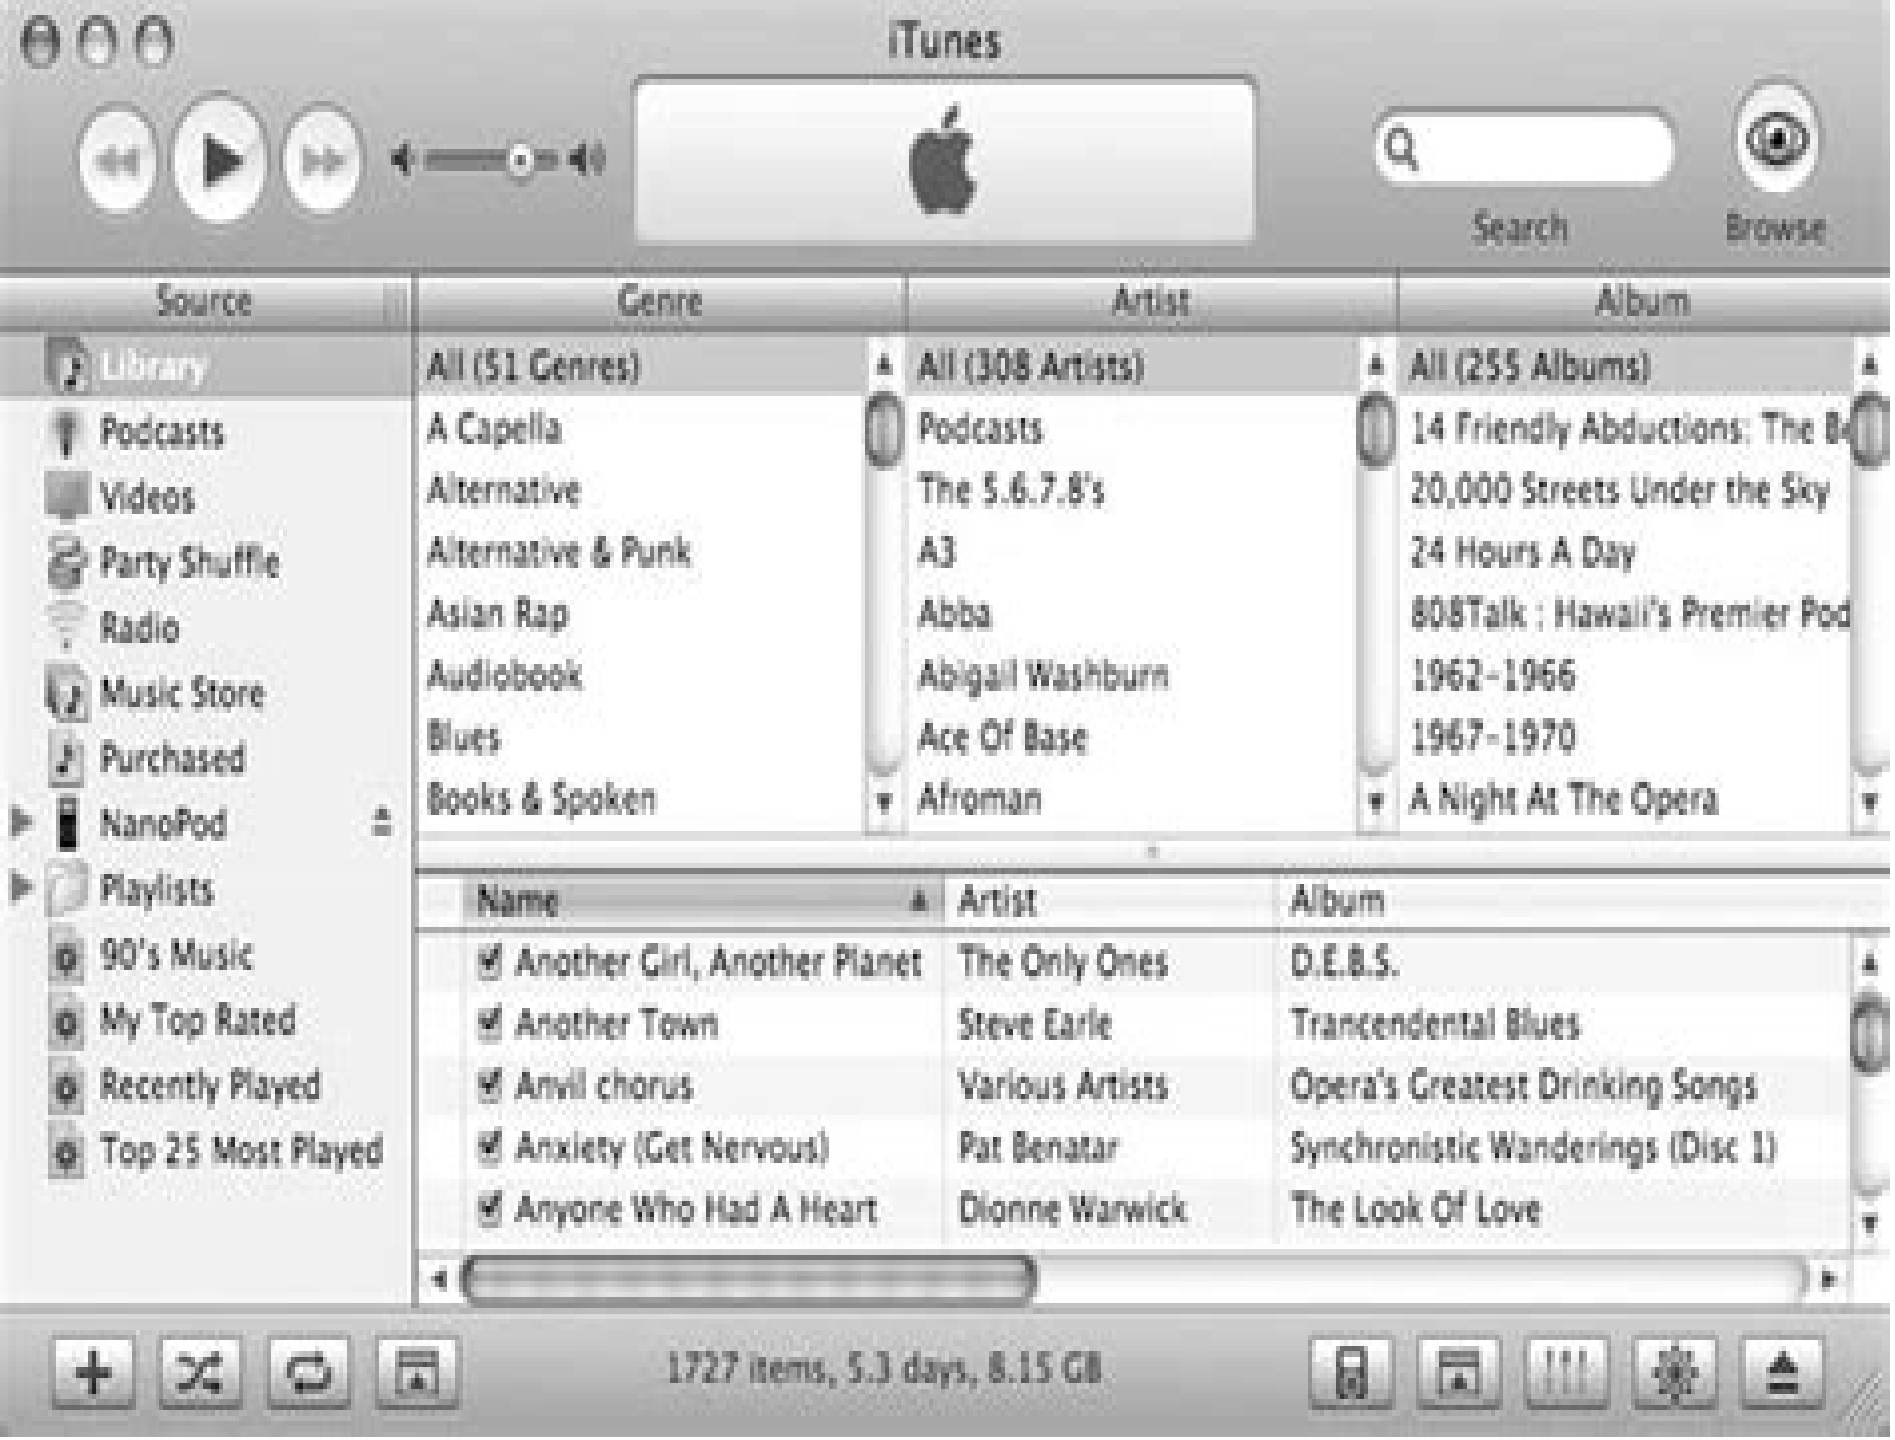 iTunes
Search
Browse
Source
Library
Podcasts
Videos
Party Shuffle
Radio
Music Store
Purchased
NanoPod
Playlists
90's Music
My Top Rated
Recently Played
Top 25 Most Played
Genre
All (51 Genres)
A Capella
Alternative
Alternative & Punk
Asian Rap
Audiobook
Blues
Books & Spoken
Artist
All (308 Artists)
Podcasts
The 5.6.7.8's
A3
Abba
Abigail Washburn
Ace Of Base
Afroman
Album
All (255 Albums)
14 Friendly Abductions: The Be
20,000 Streets Under the Sky
24 Hours A Day
808Talk : Hawaii's Premier Pod
1962-1966
1967-1970
A Night At The Opera
Name Artist Album
Another Girl, Another Planet The Only Ones D.E.B.S.
Another Town Steve Earle Trancendental Blues
Anvil chorus Various Artists Opera's Greatest Drinking Songs
Anxiety (Get Nervous) Pat Benatar Synchronistic Wanderings (Disc 1)
Anyone Who Had A Heart Dionne Warwick The Look Of Love
1727 items, 5.3 days, 8.15 GB